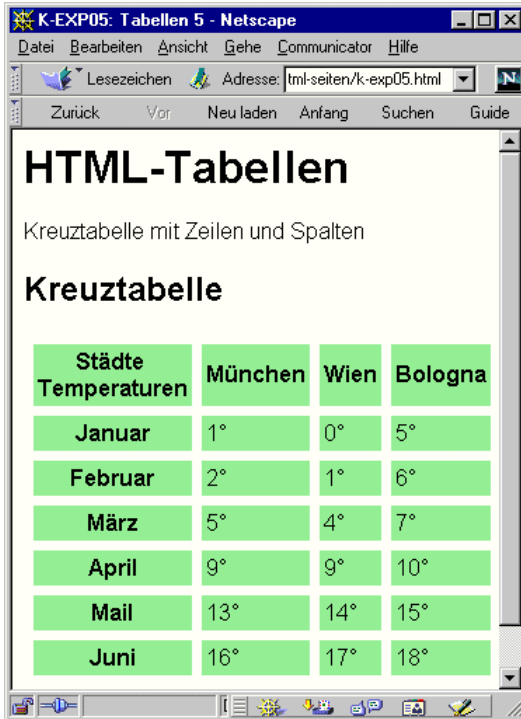 K-EXP05: Tabellen 5 - Netscape
Datei Bearbeiten Ansicht Gehe Communicator Hilfe
Lesezeichen Adresse: tml-seiten/k-exp05.html N
Zurück Vor Neu laden Anfang Suchen Guide
HTML-Tabellen
Kreuztabelle mit Zeilen und Spalten
Kreuztabelle
Städte Temperaturen München Wien Bologna
Januar 1° 0° 5°
Februar 2° 1° 6°
März 5° 4° 7°
April 9° 9° 10°
Mail 13° 14° 15°
Juni 16° 17° 18°